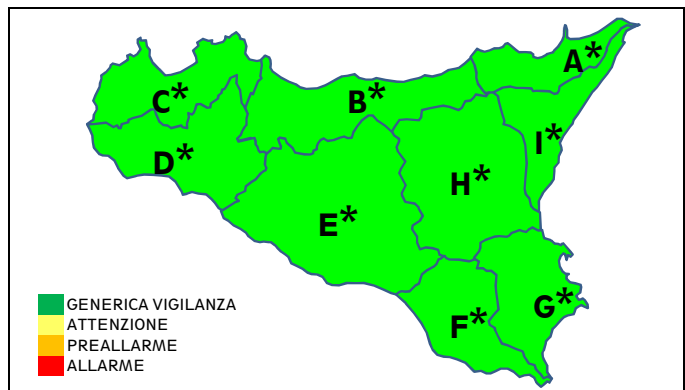 A*
C*
B*
I*
D*
H*
E*
G*
F*
GENERICA VIGILANZA
ATTENZIONE
PREALLARME
ALLARME